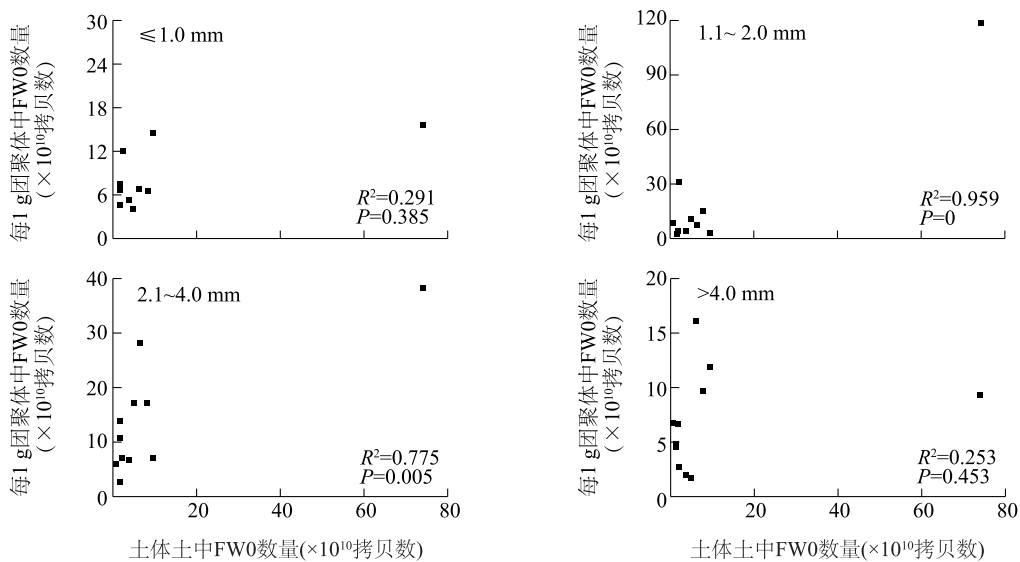 每1 g团聚体中FW0数量
(×10¹⁰拷贝数)
30
24
18
12
6
0
≤1.0 mm
R²=0.291
P=0.385
每1 g团聚体中FW0数量
(×10¹⁰拷贝数)
120
90
60
30
0
1.1~ 2.0 mm
R²=0.959
P=0
每1 g团聚体中FW0数量
(×10¹⁰拷贝数)
40
30
20
10
0
2.1~4.0 mm
R²=0.775
P=0.005
20 40 60 80
土体土中FW0数量(×10¹⁰拷贝数)
每1 g团聚体中FW0数量
(×10¹⁰拷贝数)
20
15
10
5
0
>4.0 mm
R²=0.253
P=0.453
20 40 60 80
土体土中FW0数量(×10¹⁰拷贝数)